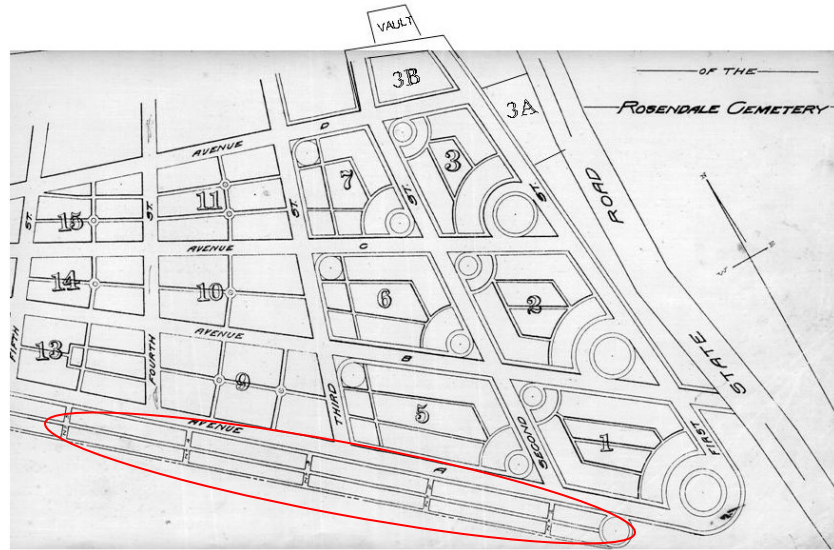 VAULT
OF THE
ROSENDALE CEMETERY
3B
3A
AVENUE D
ST.
ST.
ST.
ST.
ST.
15
11
7
3
ROAD
AVENUE C
14
10
6
2
AVENUE B
FIFTH
13
FOURTH
9
THIRD
5
SECOND
1
FIRST
STATE
AVENUE A